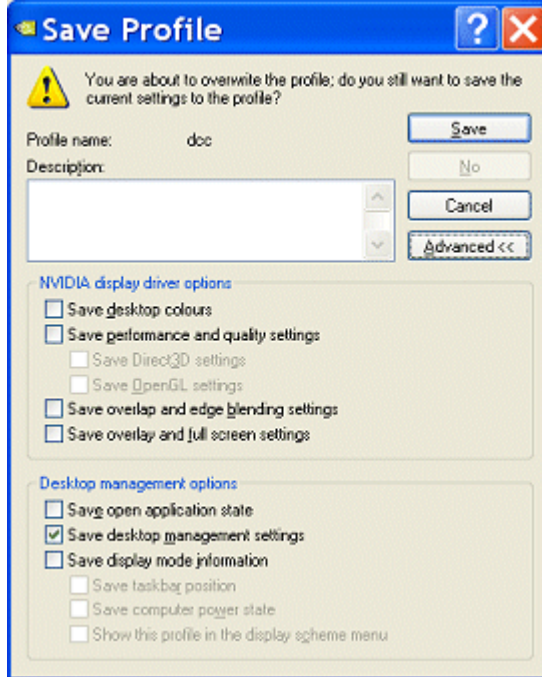 Save Profile
You are about to overwrite the profile; do you still want to save the
current settings to the profile?
Save
Profile name: dcc
No
Description:
Cancel
Advanced <<
NVIDIA display driver options
Save desktop colours
Save performance and quality settings
Save Direct3D settings
Save OpenGL settings
Save overlap and edge blending settings
Save overlay and full screen settings
Desktop management options
Save open application state
Save desktop management settings
Save display mode information
Save taskbar position
Save computer power state
Show this profile in the display scheme menu